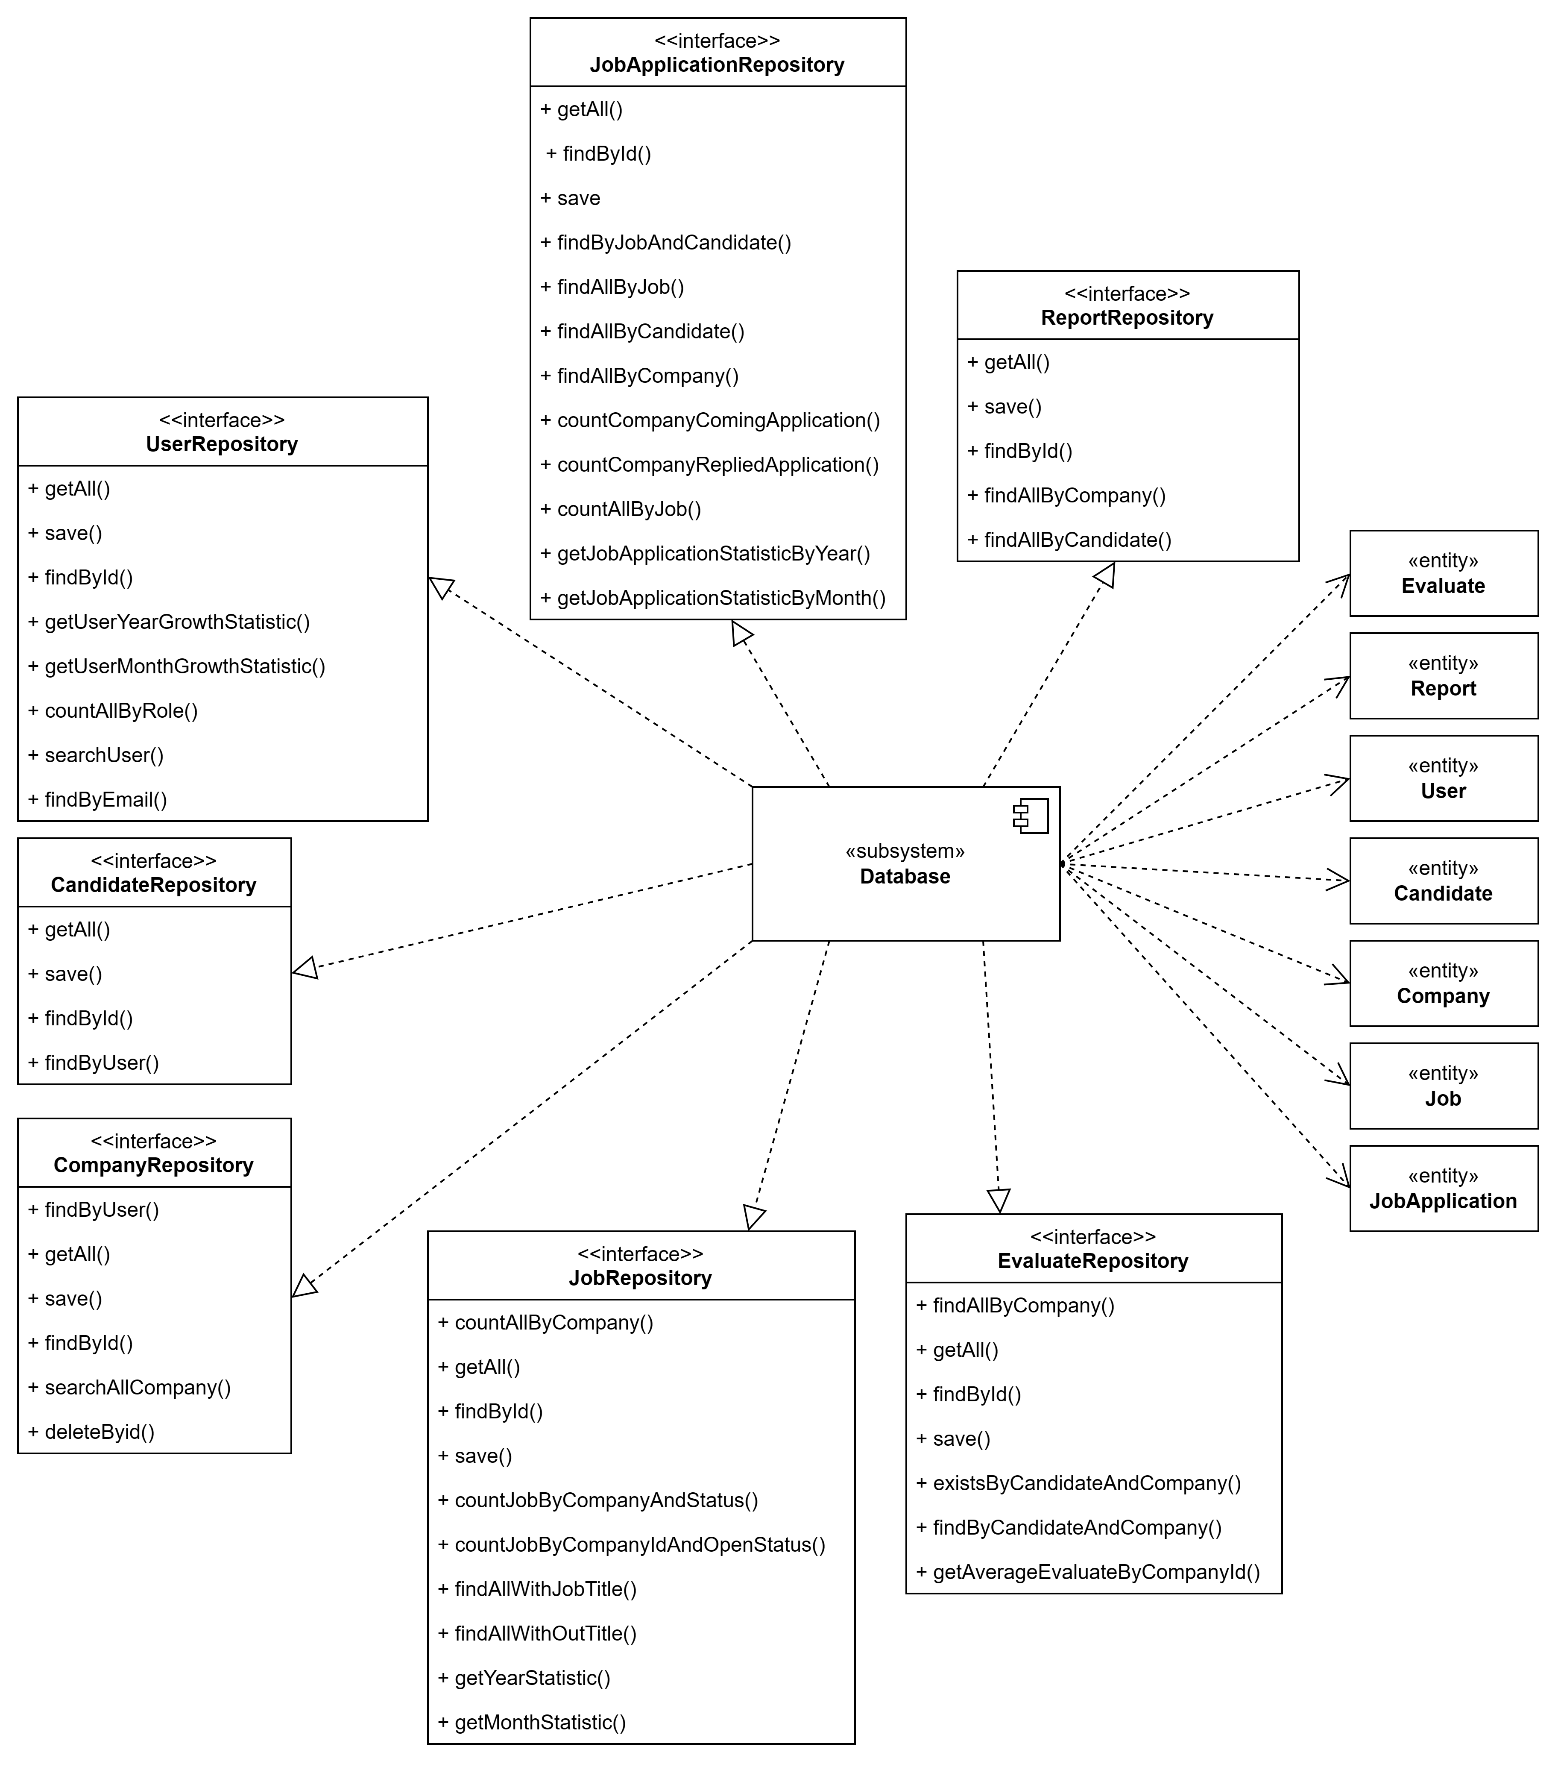 <<interface>>
JobApplicationRepository
+ getAll()
+ findById()
+ save
+ findByJobAndCandidate()
+ findAllByJob()
+ findAllByCandidate()
+ findAllByCompany()
+ countCompanyComingApplication()
+ countCompanyRepliedApplication()
+ countAllByJob()
+ getJobApplicationStatisticByYear()
+ getJobApplicationStatisticByMonth()
<<interface>>
ReportRepository
+ getAll()
+ save()
+ findById()
+ findAllByCompany()
+ findAllByCandidate()
<<interface>>
UserRepository
+ getAll()
+ save()
+ findById()
+ getUserYearGrowthStatistic()
+ getUserMonthGrowthStatistic()
+ countAllByRole()
+ searchUser()
+ findByEmail()
«entity»
Evaluate
«entity»
Report
«entity»
User
«entity»
Candidate
«entity»
Company
«entity»
Job
«entity»
JobApplication
«subsystem»
Database
<<interface>>
CandidateRepository
+ getAll()
+ save()
+ findById()
+ findByUser()
<<interface>>
CompanyRepository
+ findByUser()
+ getAll()
+ save()
+ findById()
+ searchAllCompany()
+ deleteByid()
<<interface>>
JobRepository
+ countAllByCompany()
+ getAll()
+ findById()
+ save()
+ countJobByCompanyAndStatus()
+ countJobByCompanyIdAndOpenStatus()
+ findAllWithJobTitle()
+ findAllWithOutTitle()
+ getYearStatistic()
+ getMonthStatistic()
<<interface>>
EvaluateRepository
+ findAllByCompany()
+ getAll()
+ findById()
+ save()
+ existsByCandidateAndCompany()
+ findByCandidateAndCompany()
+ getAverageEvaluateByCompanyId()